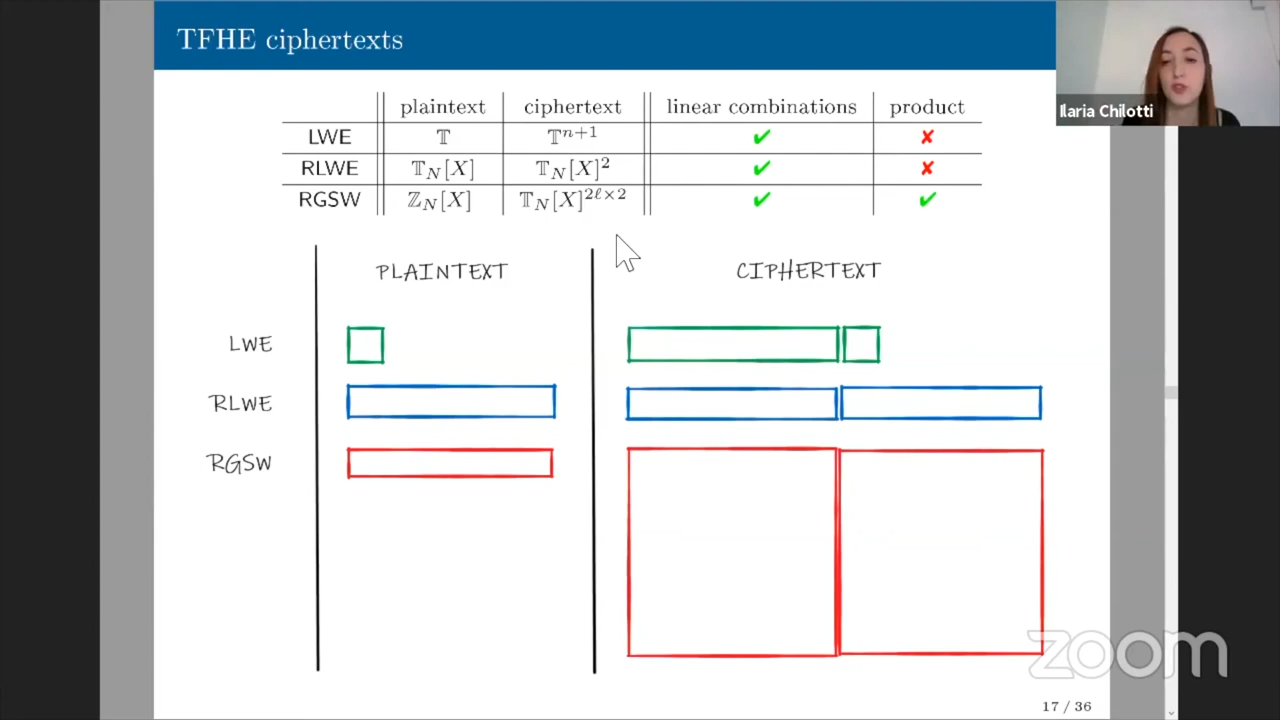 TFHE ciphertexts
Ilaria Chilotti
plaintext ciphertext linear combinations product
LWE 𝕋 𝕋ⁿ⁺¹ ✔ ✘
RLWE 𝕋_N[X] 𝕋_N[X]² ✔ ✘
RGSW ℤ_N[X] 𝕋_N[X]^{2ℓ×2} ✔ ✔
PLAINTEXT CIPHERTEXT
LWE
RLWE
RGSW
zoom
17 / 36